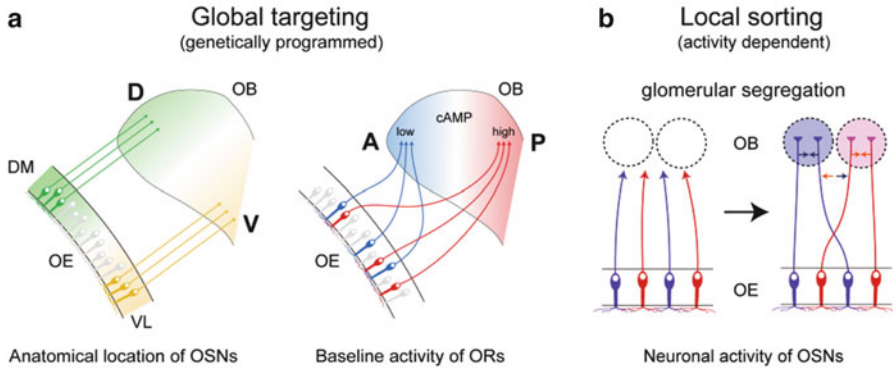 a
Global targeting
(genetically programmed)
D
OB
DM
OE
V
VL
Anatomical location of OSNs
OB
cAMP
A
low
high
P
OE
Baseline activity of ORs
b
Local sorting
(activity dependent)
glomerular segregation
OB
OE
Neuronal activity of OSNs